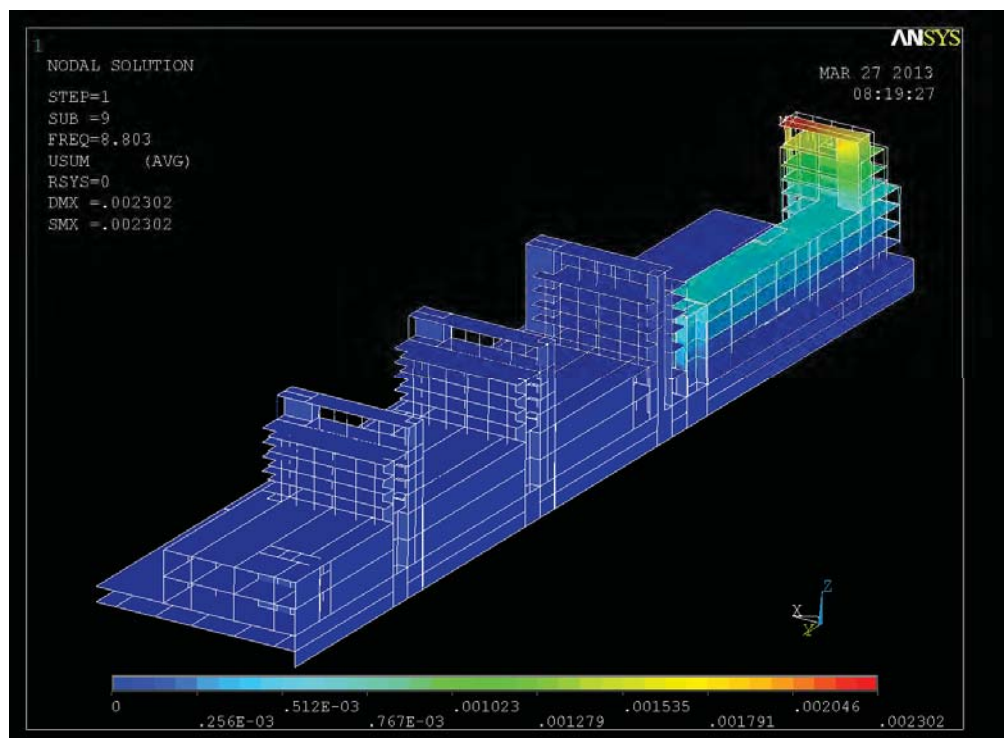 1
ANSYS
NODAL SOLUTION
MAR 27 2013
08:19:27
STEP=1
SUB =9
FREQ=8.803
USUM (AVG)
RSYS=0
DMX =.002302
SMX =.002302
Z
X
Y
0 .512E-03 .001023 .001535 .002046
.256E-03 .767E-03 .001279 .001791 .002302